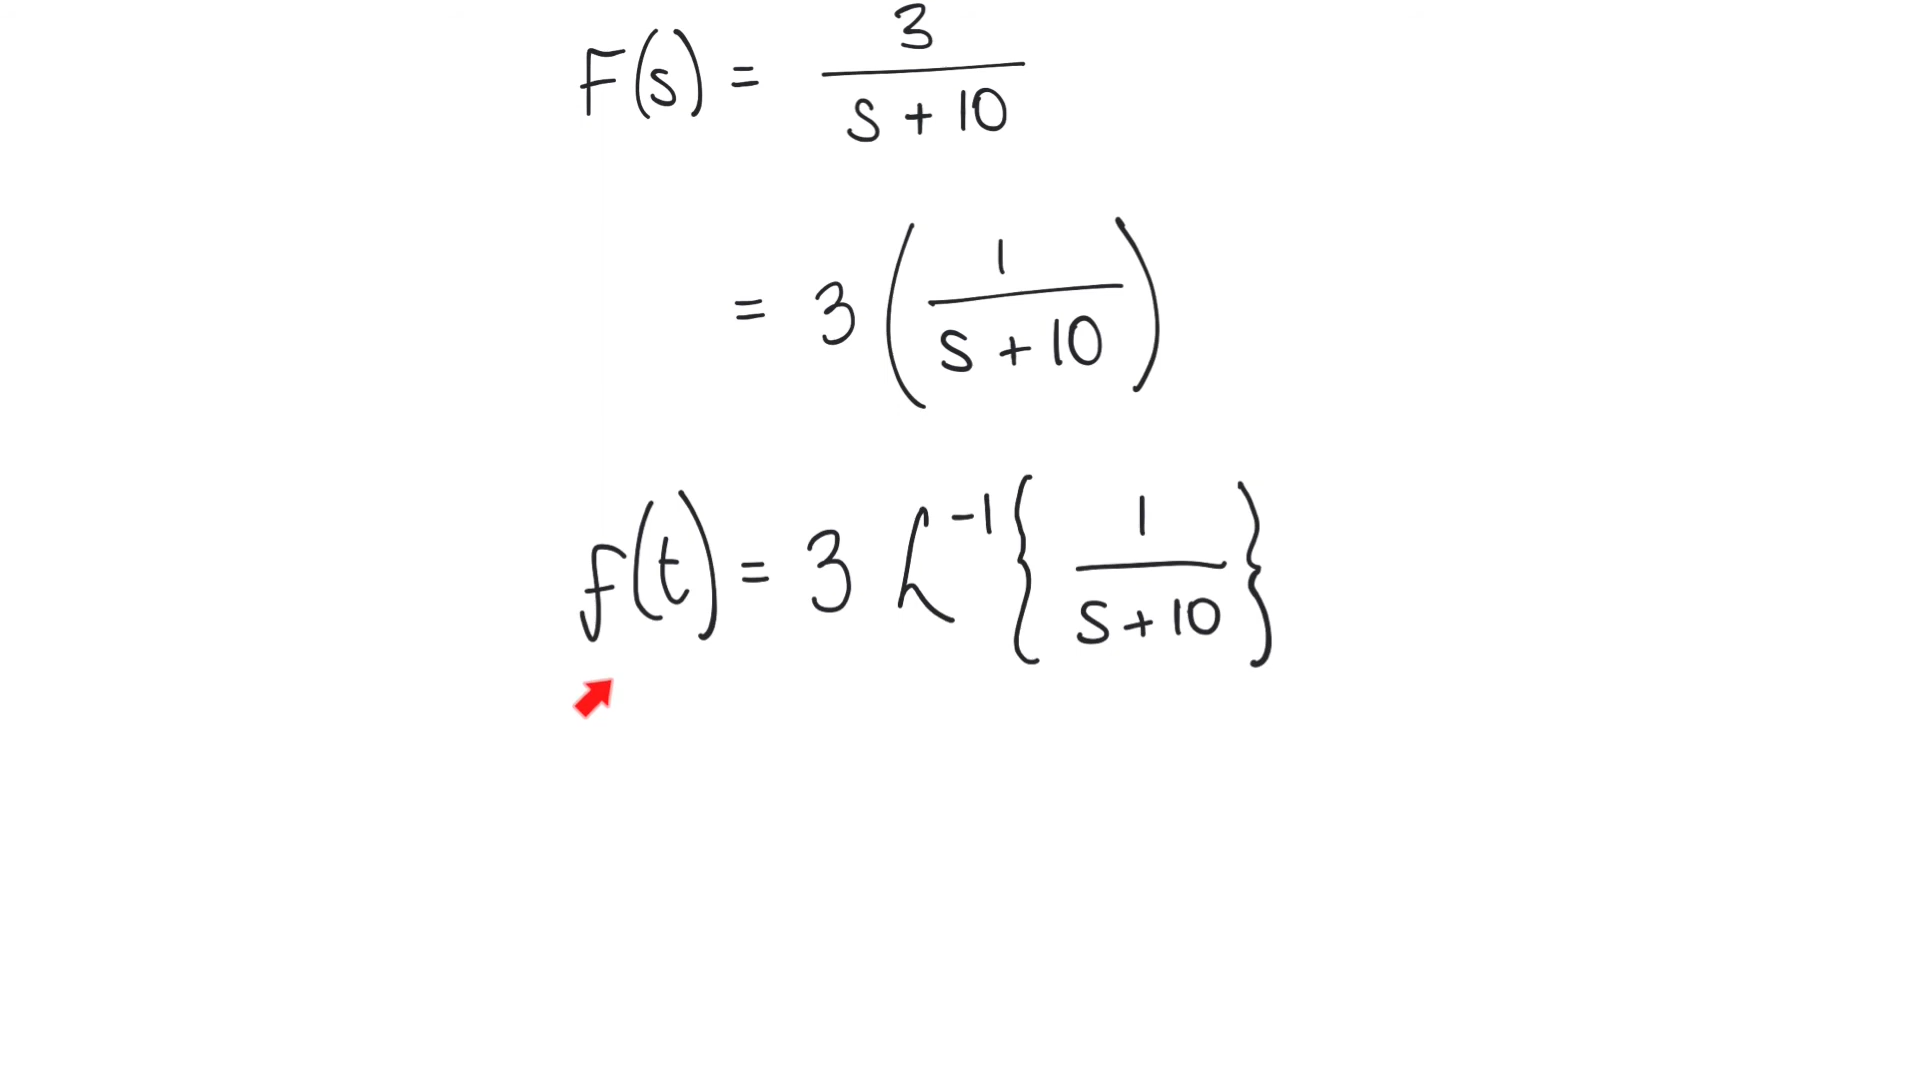 F(s) = 3/(s + 10)
= 3 (1/(s + 10))
f(t) = 3 ℒ⁻¹{1/(s + 10)}